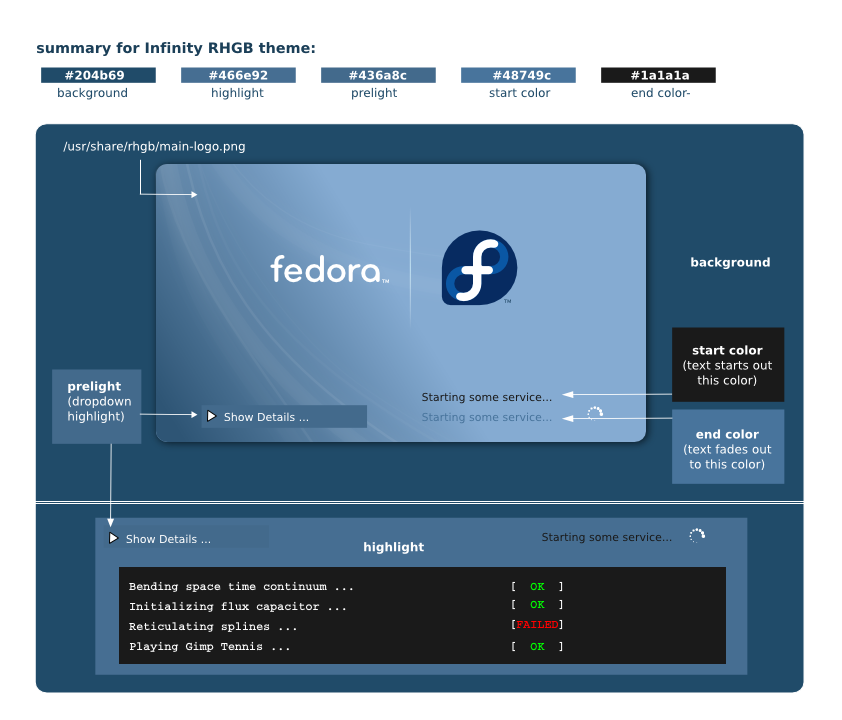 summary for Infinity RHGB theme:
#204b69 #466e92 #436a8c #48749c #1a1a1a
background highlight prelight start color end color-
/usr/share/rhgb/main-logo.png
fedora™
™
background
start color
(text starts out
this color)
prelight
(dropdown
highlight)
Starting some service...
Show Details ...
Starting some service...
end color
(text fades out
to this color)
Show Details ...
Starting some service...
highlight
Bending space time continuum ... [ OK ]
Initializing flux capacitor ... [ OK ]
Reticulating splines ... [FAILED]
Playing Gimp Tennis ... [ OK ]